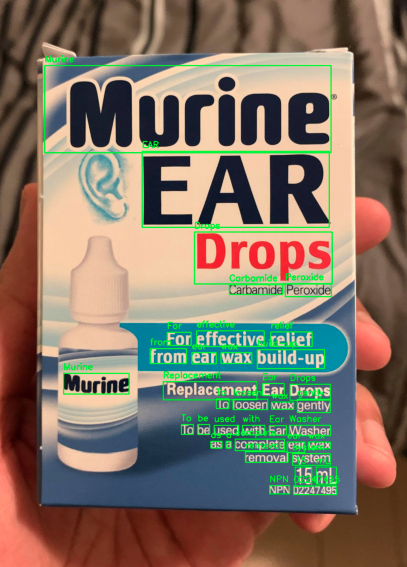 Murine®
EAR
Drops
Carbamide Peroxide
For effective relief
from ear wax build-up
Murine
Replacement Ear Drops
To loosen wax gently
To be used with Ear Washer
as a complete ear wax
removal system
15 ml
NPN 02247495